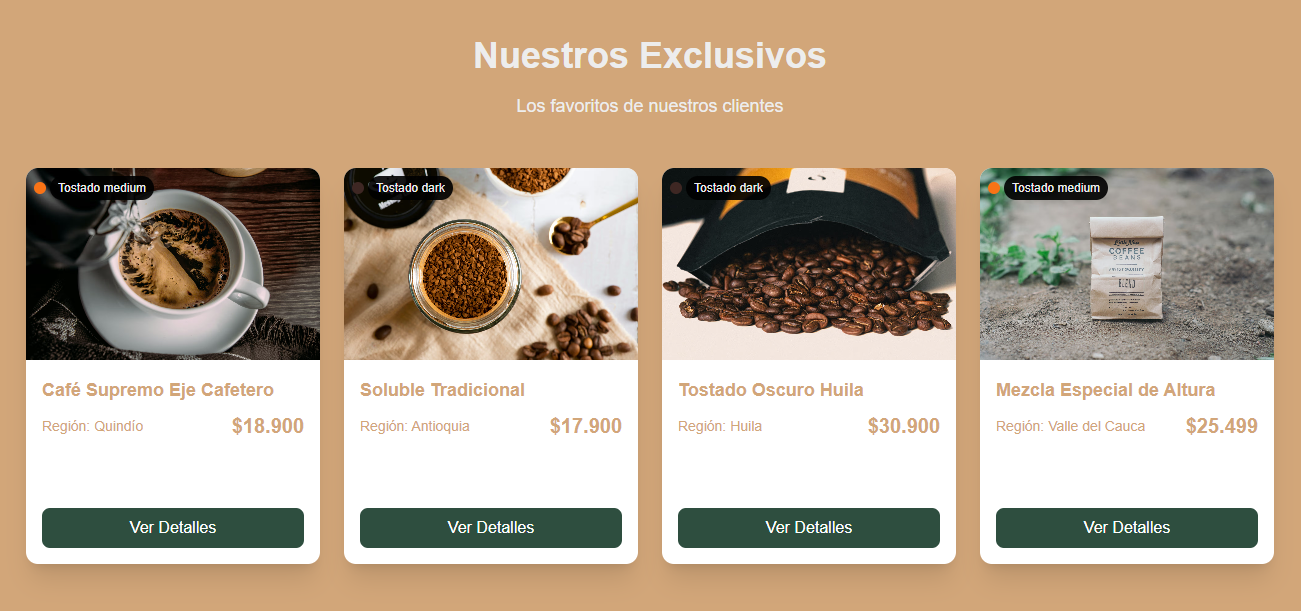 Nuestros Exclusivos
Los favoritos de nuestros clientes
Tostado medium
Tostado dark
Tostado dark
Tostado medium
COFFEE
BEANS
Café Supremo Eje Cafetero
Soluble Tradicional
Tostado Oscuro Huila
Mezcla Especial de Altura
Región: Quindío $18.900
Región: Antioquia $17.900
Región: Huila $30.900
Región: Valle del Cauca $25.499
Ver Detalles
Ver Detalles
Ver Detalles
Ver Detalles